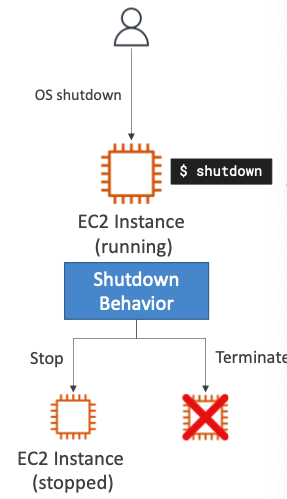 OS shutdown
$ shutdown
EC2 Instance
(running)
Shutdown
Behavior
Stop
Terminate
EC2 Instance
(stopped)